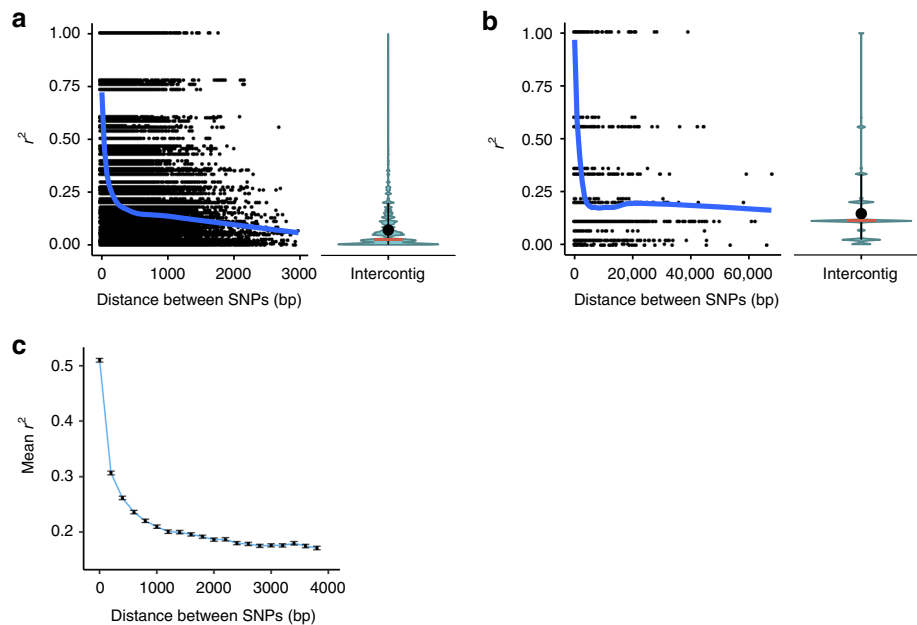 a
1.00
0.75
0.50
0.25
0.00
r²
0 1000 2000 3000
Distance between SNPs (bp)
Intercontig
b
1.00
0.75
0.50
0.25
0.00
r²
0 20,000 40,000 60,000
Distance between SNPs (bp)
Intercontig
c
0.5
0.4
0.3
0.2
Mean r²
0 1000 2000 3000 4000
Distance between SNPs (bp)